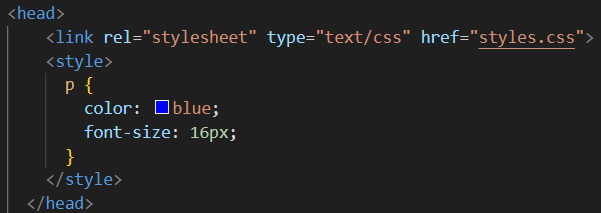 <head>
<link rel="stylesheet" type="text/css" href="styles.css">
<style>
p {
color: blue;
font-size: 16px;
}
</style>
</head>